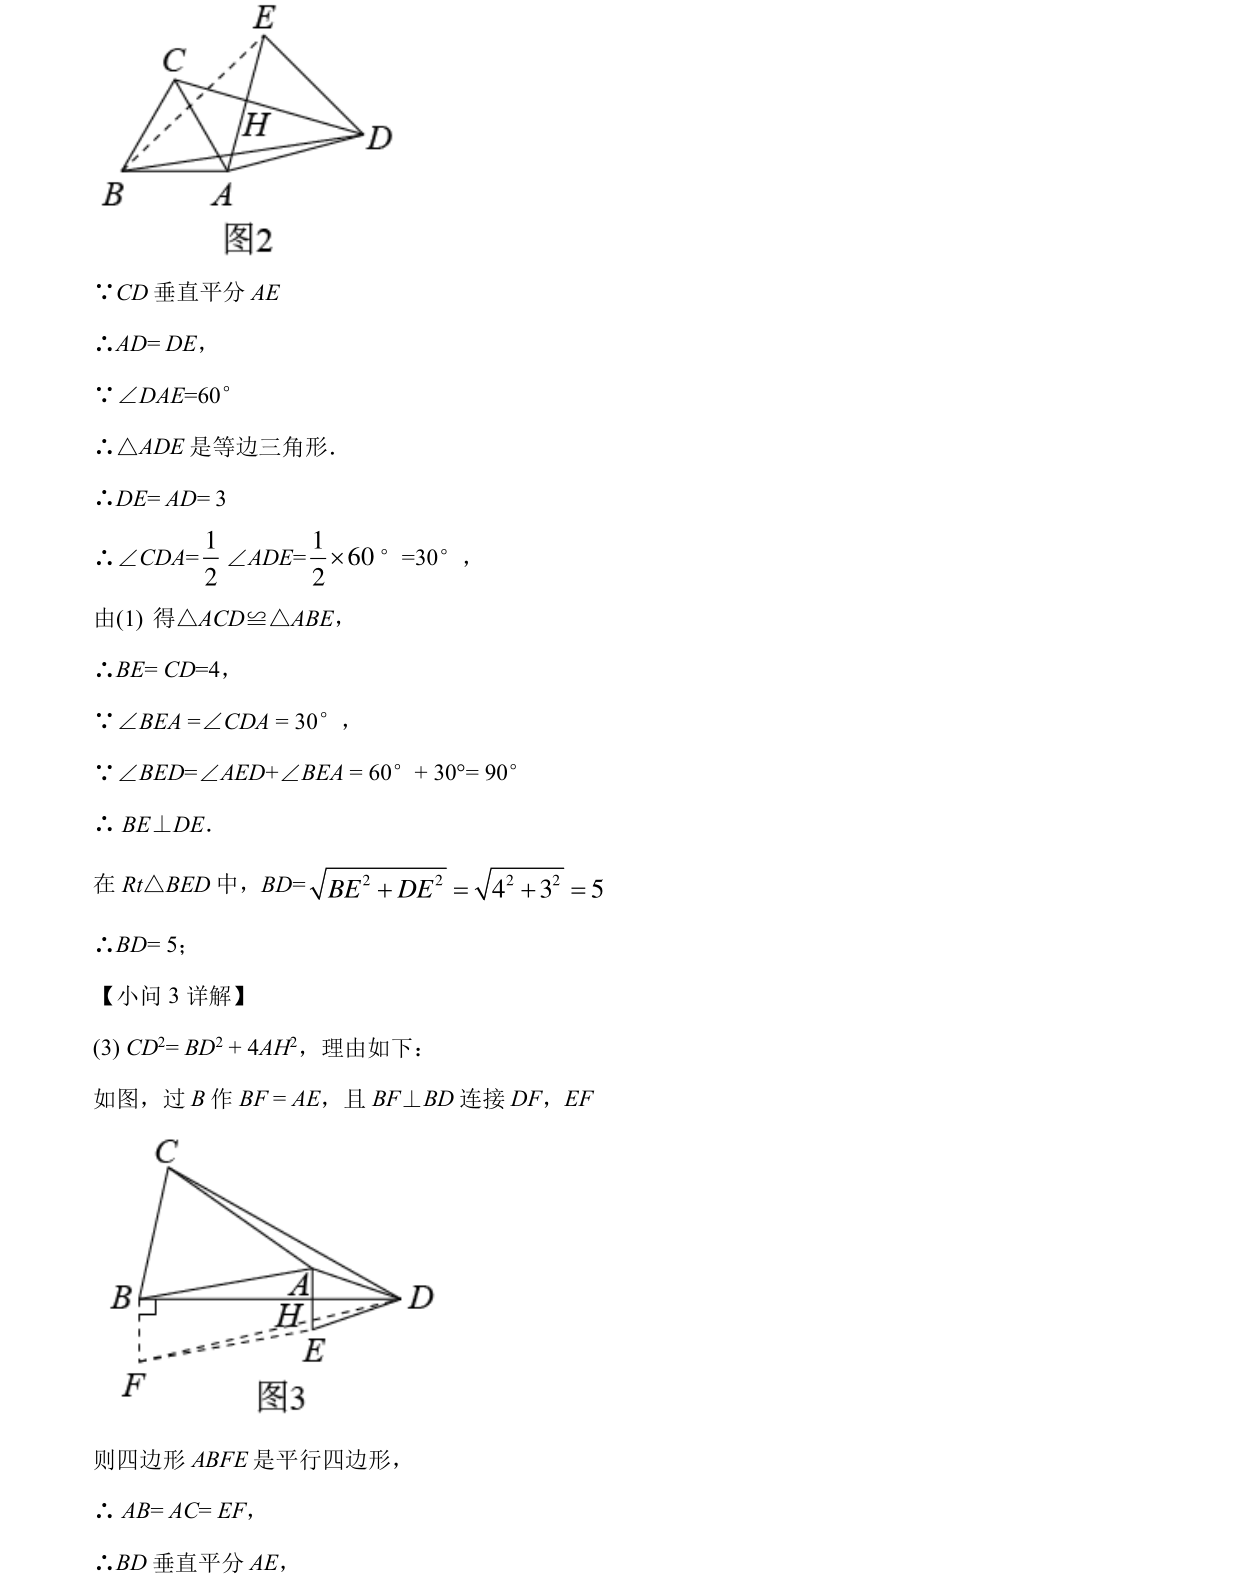 E
C
H
D
B
A
图2
∵CD 垂直平分 AE
∴AD= DE，
∵∠DAE=60°
∴△ADE 是等边三角形．
∴DE= AD= 3
∴∠CDA=1/2 ∠ADE=1/2×60°=30°，
由(1) 得△ACD≌△ABE，
∴BE= CD=4，
∵∠BEA =∠CDA = 30°，
∵∠BED=∠AED+∠BEA = 60°+ 30°= 90°
∴ BE⊥DE．
在 Rt△BED 中，BD=√(BE²+DE²)=√(4²+3²)=5
∴BD= 5；
【小问 3 详解】
(3) CD²= BD² + 4AH²，理由如下：
如图，过 B 作 BF = AE，且 BF⊥BD 连接 DF，EF
C
A
B
D
H
E
F
图3
则四边形 ABFE 是平行四边形，
∴ AB= AC= EF，
∴BD 垂直平分 AE，